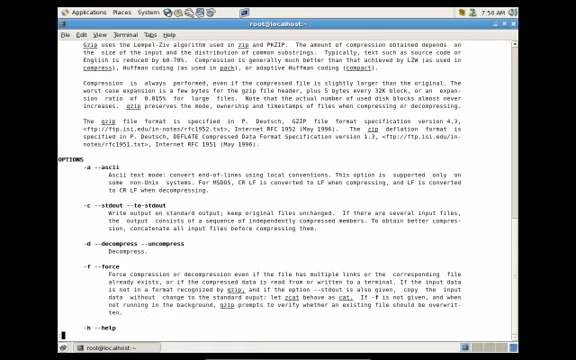 Applications Places System 7:50 AM
root@localhost:~
File Edit View Terminal Tabs Help
Gzip uses the Lempel-Ziv algorithm used in zip and PKZIP. The amount of compression obtained depends on
the size of the input and the distribution of common substrings. Typically, text such as source code or
English is reduced by 60-70%. Compression is generally much better than that achieved by LZW (as used in
compress), Huffman coding (as used in pack), or adaptive Huffman coding (compact).
Compression is always performed, even if the compressed file is slightly larger than the original. The
worst case expansion is a few bytes for the gzip file header, plus 5 bytes every 32K block, or an expan-
sion ratio of 0.015% for large files. Note that the actual number of used disk blocks almost never
increases. gzip preserves the mode, ownership and timestamps of files when compressing or decompressing.
The gzip file format is specified in P. Deutsch, GZIP file format specification version 4.3,
<ftp://ftp.isi.edu/in-notes/rfc1952.txt>, Internet RFC 1952 (May 1996). The zip deflation format is
specified in P. Deutsch, DEFLATE Compressed Data Format Specification version 1.3, <ftp://ftp.isi.edu/in-
notes/rfc1951.txt>, Internet RFC 1951 (May 1996).
OPTIONS
-a --ascii
Ascii text mode: convert end-of-lines using local conventions. This option is supported only on
some non-Unix systems. For MSDOS, CR LF is converted to LF when compressing, and LF is converted
to CR LF when decompressing.
-c --stdout --to-stdout
Write output on standard output; keep original files unchanged. If there are several input files,
the output consists of a sequence of independently compressed members. To obtain better compres-
sion, concatenate all input files before compressing them.
-d --decompress --uncompress
Decompress.
-f --force
Force compression or decompression even if the file has multiple links or the corresponding file
already exists, or if the compressed data is read from or written to a terminal. If the input data
is not in a format recognized by gzip, and if the option --stdout is also given, copy the input
data without change to the standard ouput: let zcat behave as cat. If -f is not given, and when
not running in the background, gzip prompts to verify whether an existing file should be overwrit-
ten.
-h --help
:
root@localhost:~